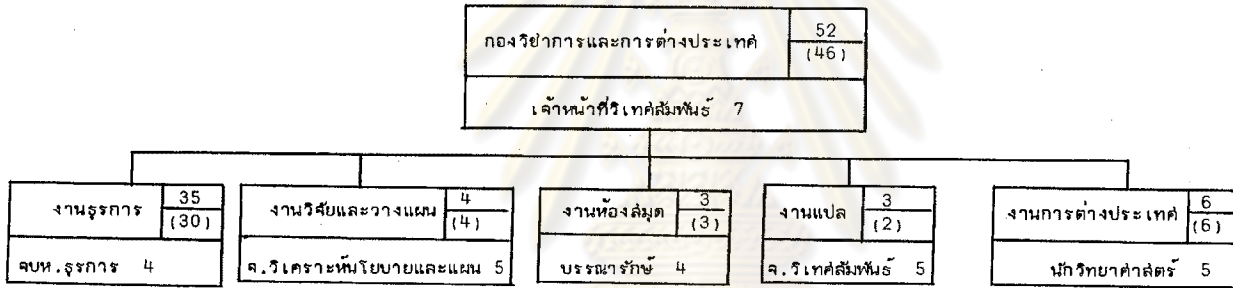 กองวิชาการและการต่างประเทศ 52
(46)
เจ้าหน้าที่วิเทศสัมพันธ์ 7
งานธุรการ 35
(30)
จบห.ธุรการ 4
งานวิจัยและวางแผน 4
(4)
จ.วิเคราะห์นโยบายและแผน 5
งานห้องสมุด 3
(3)
บรรณารักษ์ 4
งานแปล 3
(2)
จ.วิเทศสัมพันธ์ 5
งานการต่างประเทศ 6
(6)
นักวิทยาศาสตร์ 5